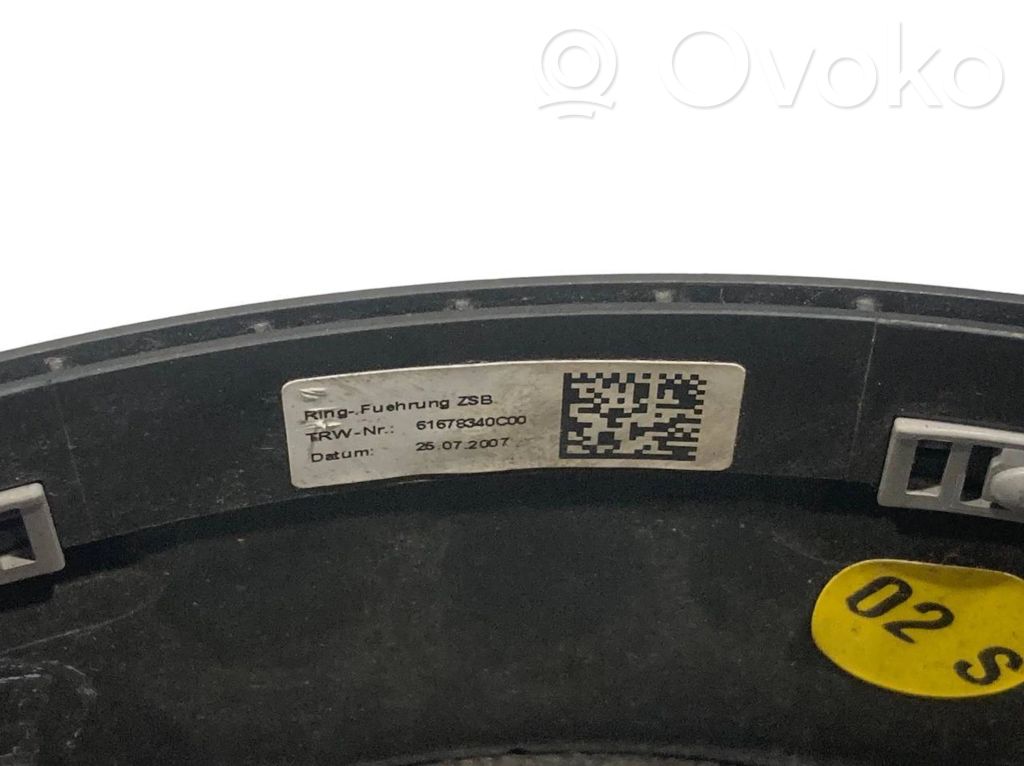 Ovoko
Ring-.Fuehrung ZSB
TRW-Nr.: 61678340C00
Datum: 25.07.2007
02 S